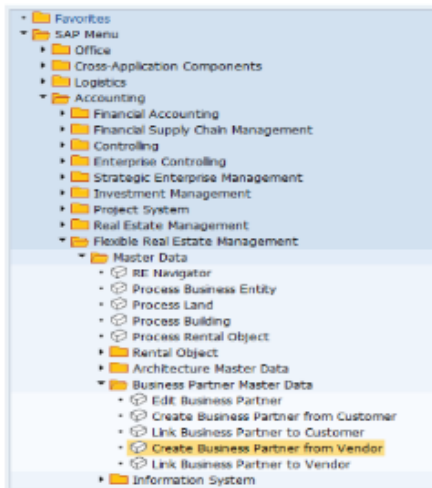 Favorites
SAP Menu
Office
Cross-Application Components
Logistics
Accounting
Financial Accounting
Financial Supply Chain Management
Controlling
Enterprise Controlling
Strategic Enterprise Management
Investment Management
Project System
Real Estate Management
Flexible Real Estate Management
Master Data
RE Navigator
Process Business Entity
Process Land
Process Building
Process Rental Object
Rental Object
Architecture Master Data
Business Partner Master Data
Edit Business Partner
Create Business Partner from Customer
Link Business Partner to Customer
Create Business Partner from Vendor
Link Business Partner to Vendor
Information System